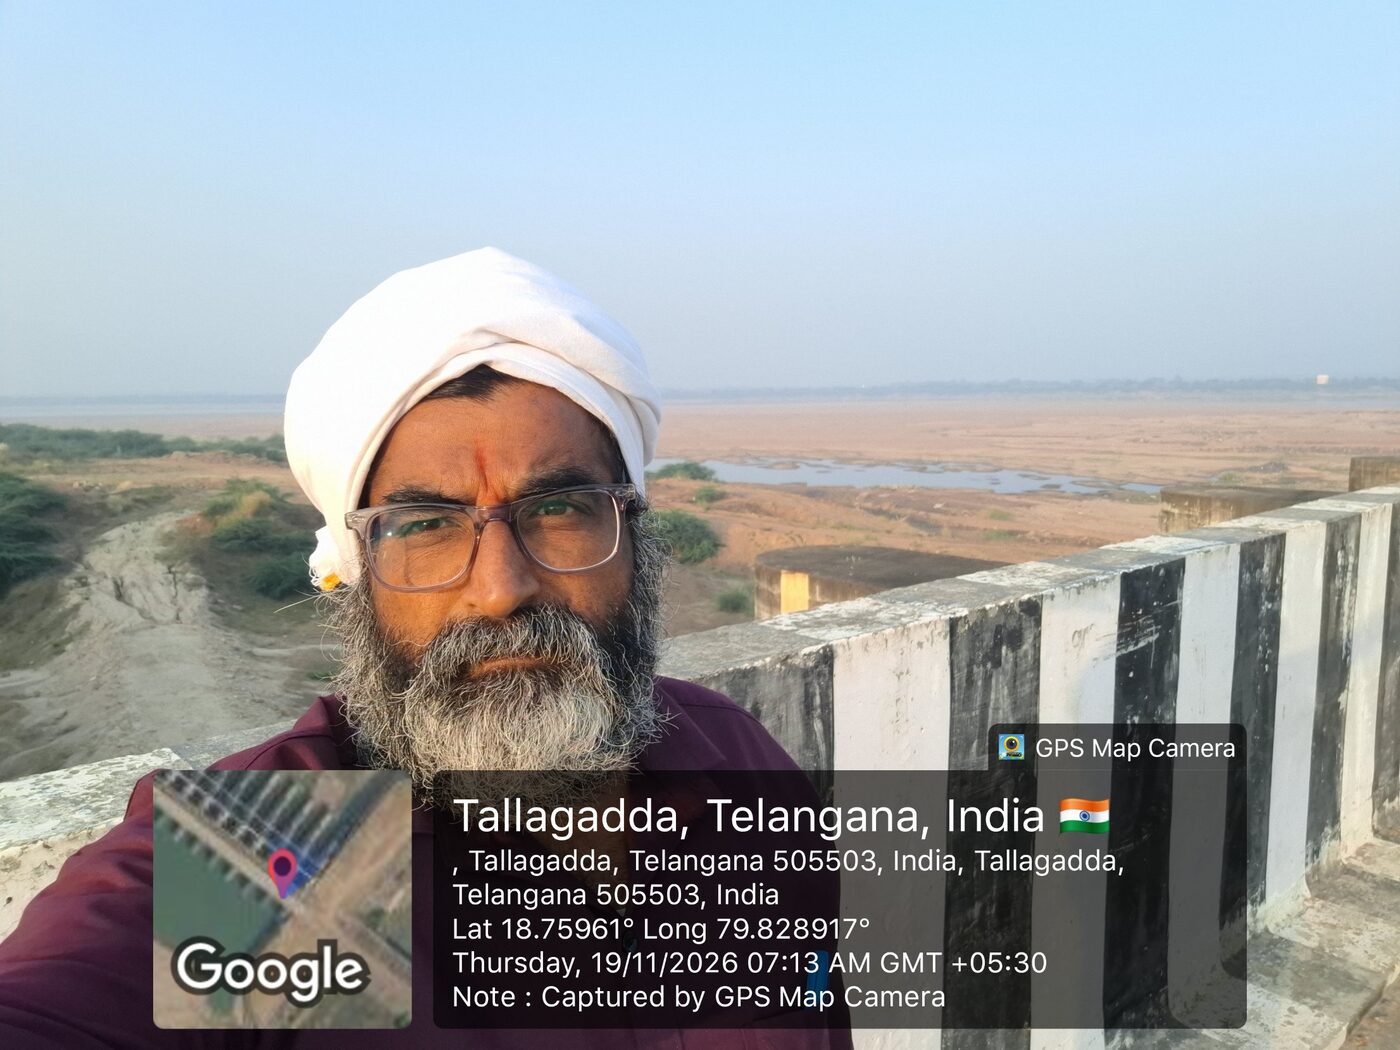 GPS Map Camera
Tallagadda, Telangana, India
, Tallagadda, Telangana 505503, India, Tallagadda,
Telangana 505503, India
Lat 18.75961° Long 79.828917°
Thursday, 19/11/2026 07:13 AM GMT +05:30
Note : Captured by GPS Map Camera
Google